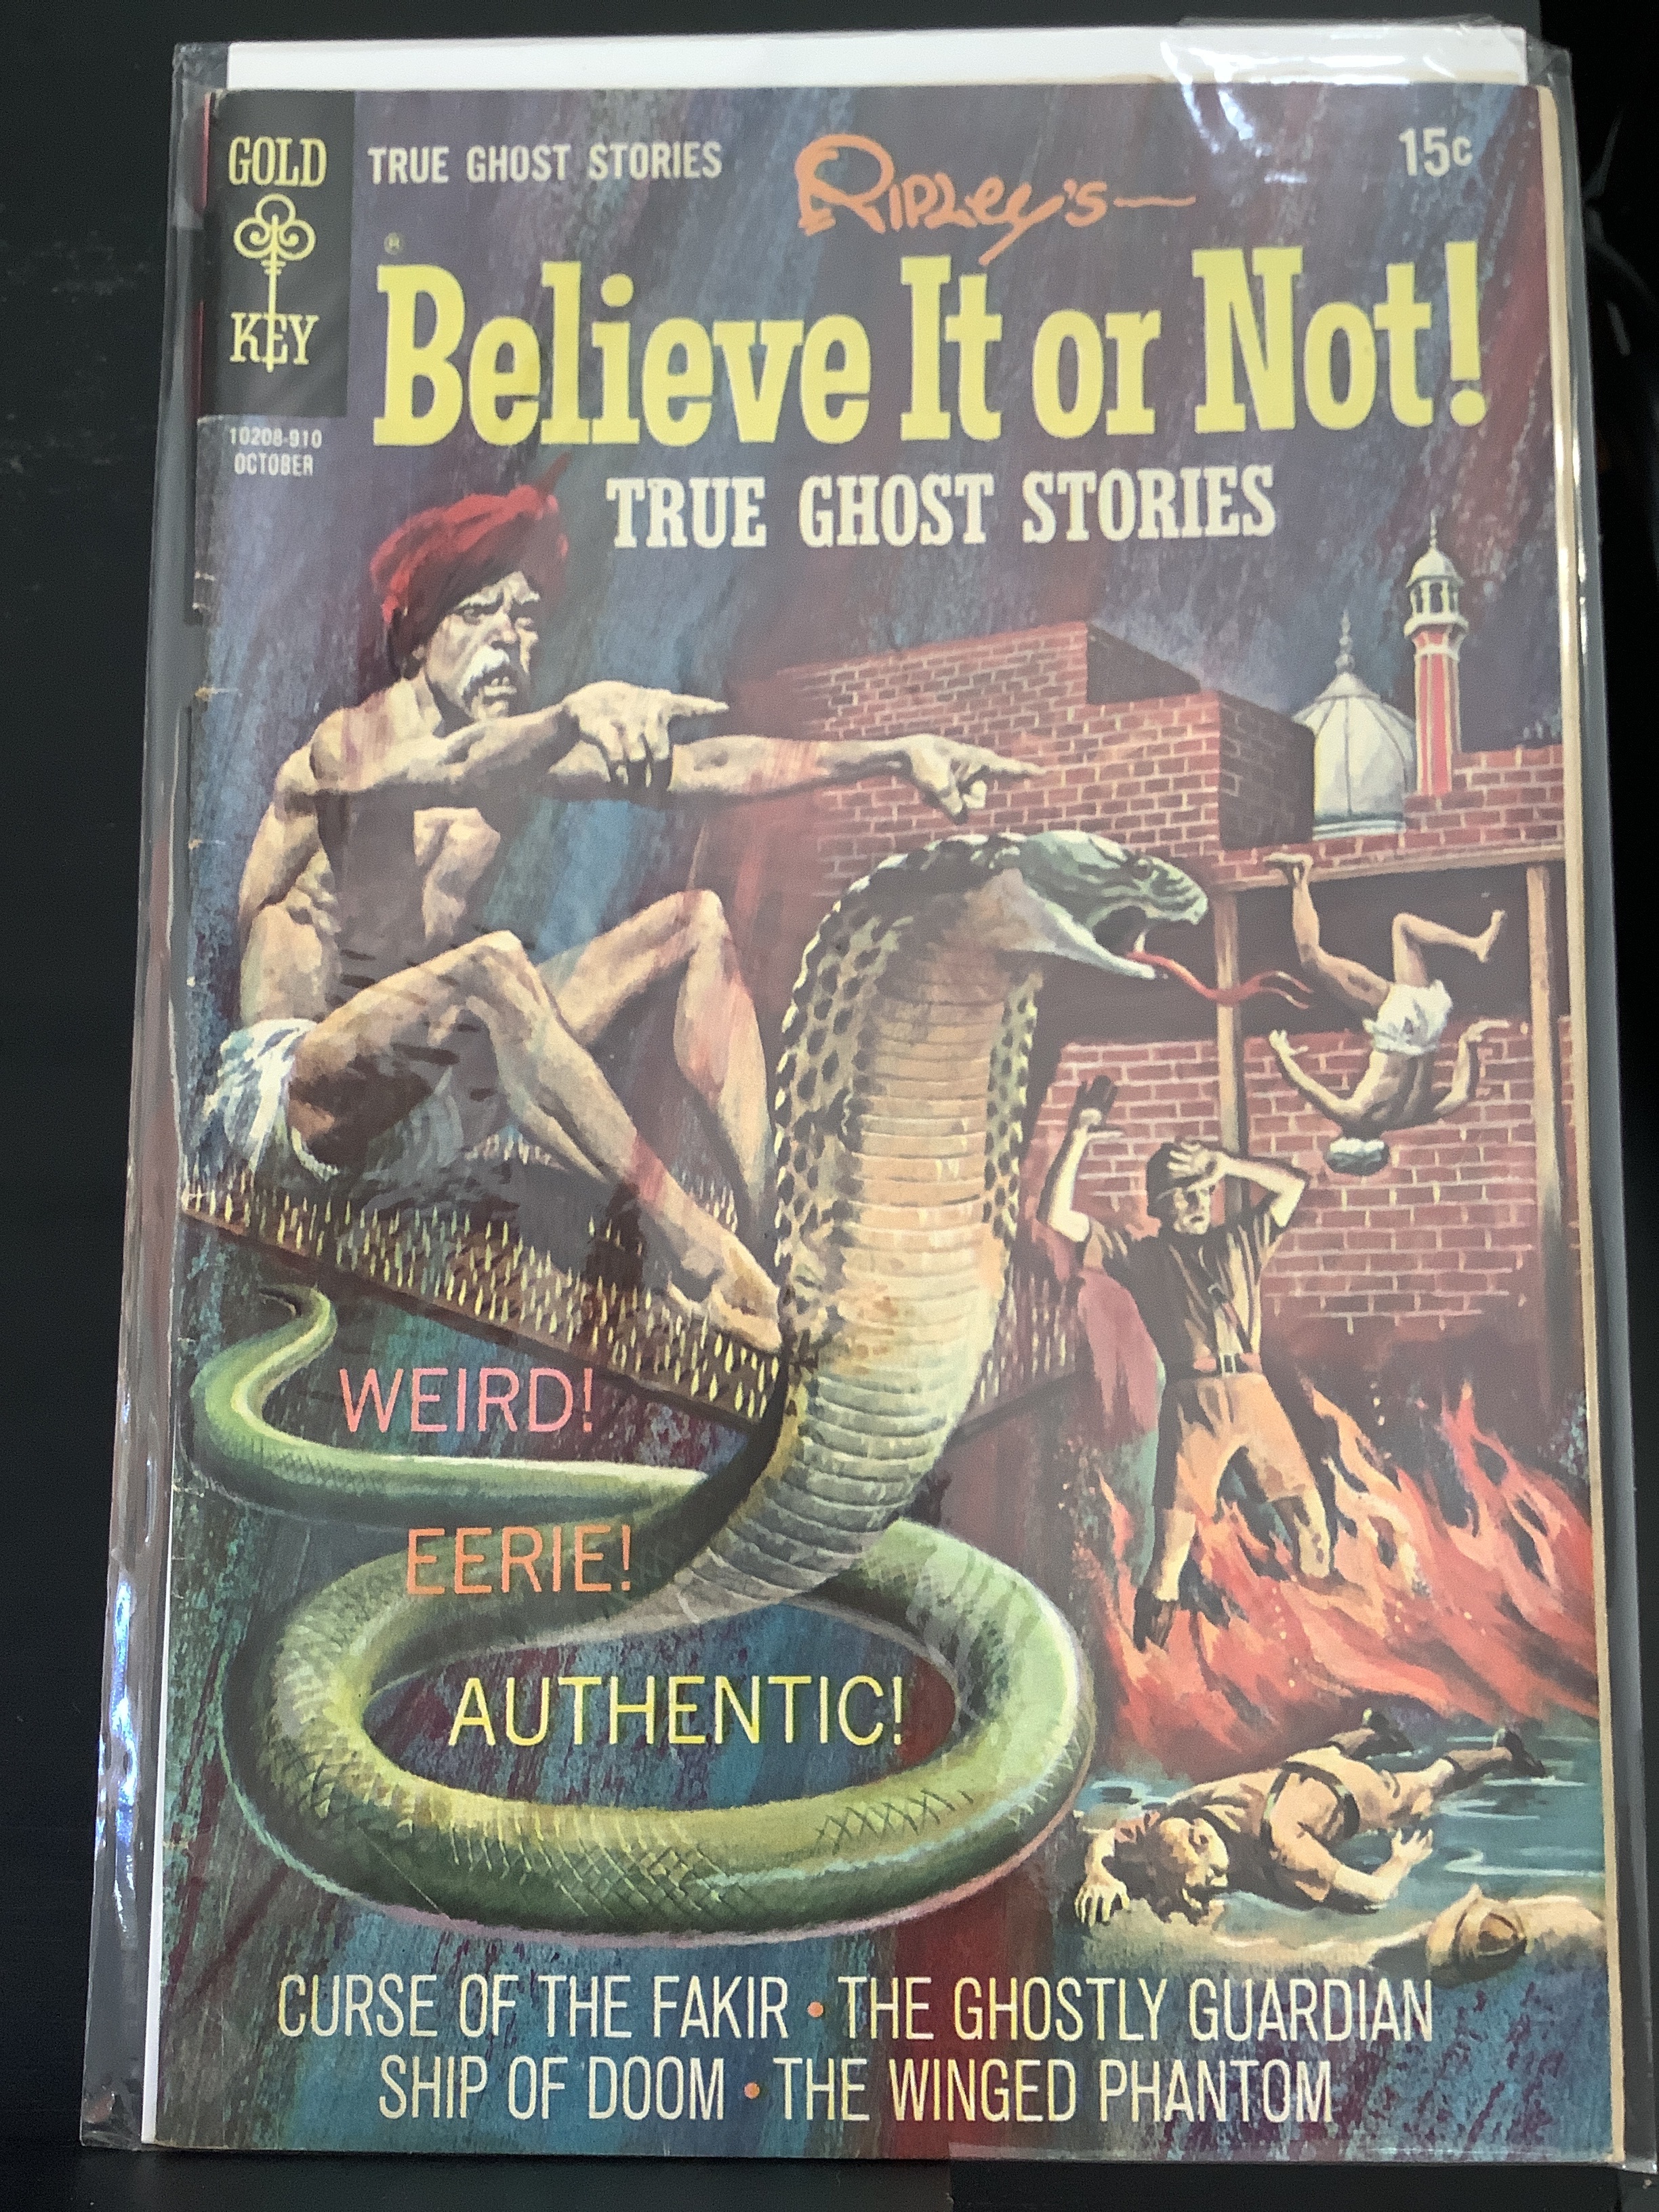 GOLD
KEY
TRUE GHOST STORIES
15c
RIPLEy's—
®
Believe It or Not!
10208-910
OCTOBER
TRUE GHOST STORIES
WEIRD!
EERIE!
AUTHENTIC!
CURSE OF THE FAKIR • THE GHOSTLY GUARDIAN
SHIP OF DOOM • THE WINGED PHANTOM